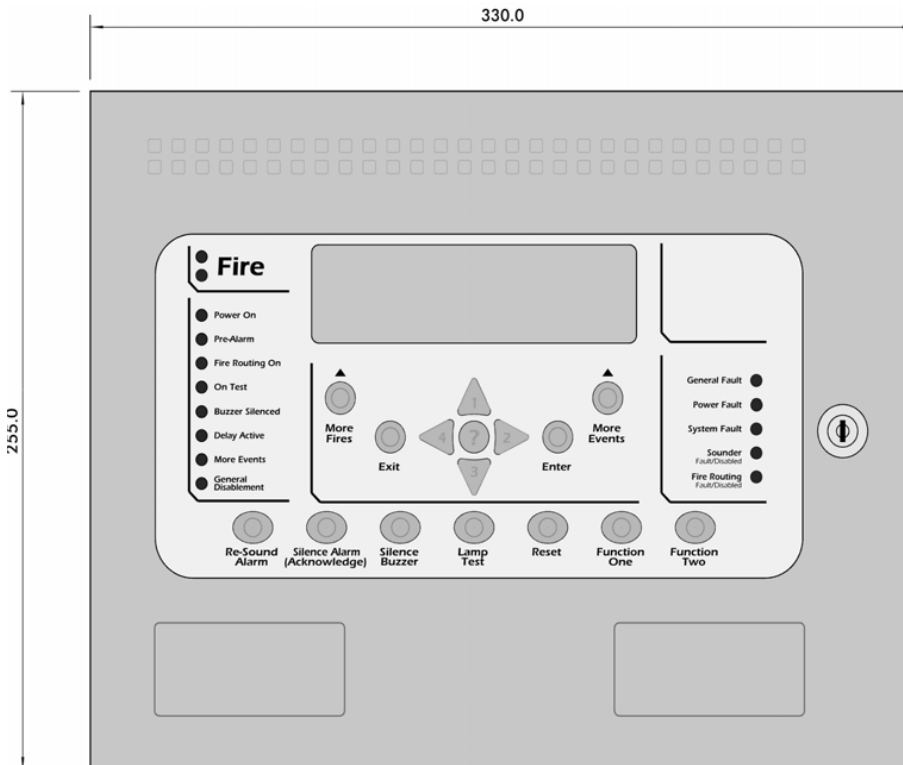 330.0
255.0
Fire
Power On
Pre-Alarm
Fire Routing On
On Test
Buzzer Silenced
Delay Active
More Events
General
Disablement
More
Fires
Exit
1
4
?
2
3
Enter
More
Events
General Fault
Power Fault
System Fault
Sounder
Fault/Disabled
Fire Routing
Fault/Disabled
Re-Sound
Alarm
Silence Alarm
(Acknowledge)
Silence
Buzzer
Lamp
Test
Reset
Function
One
Function
Two